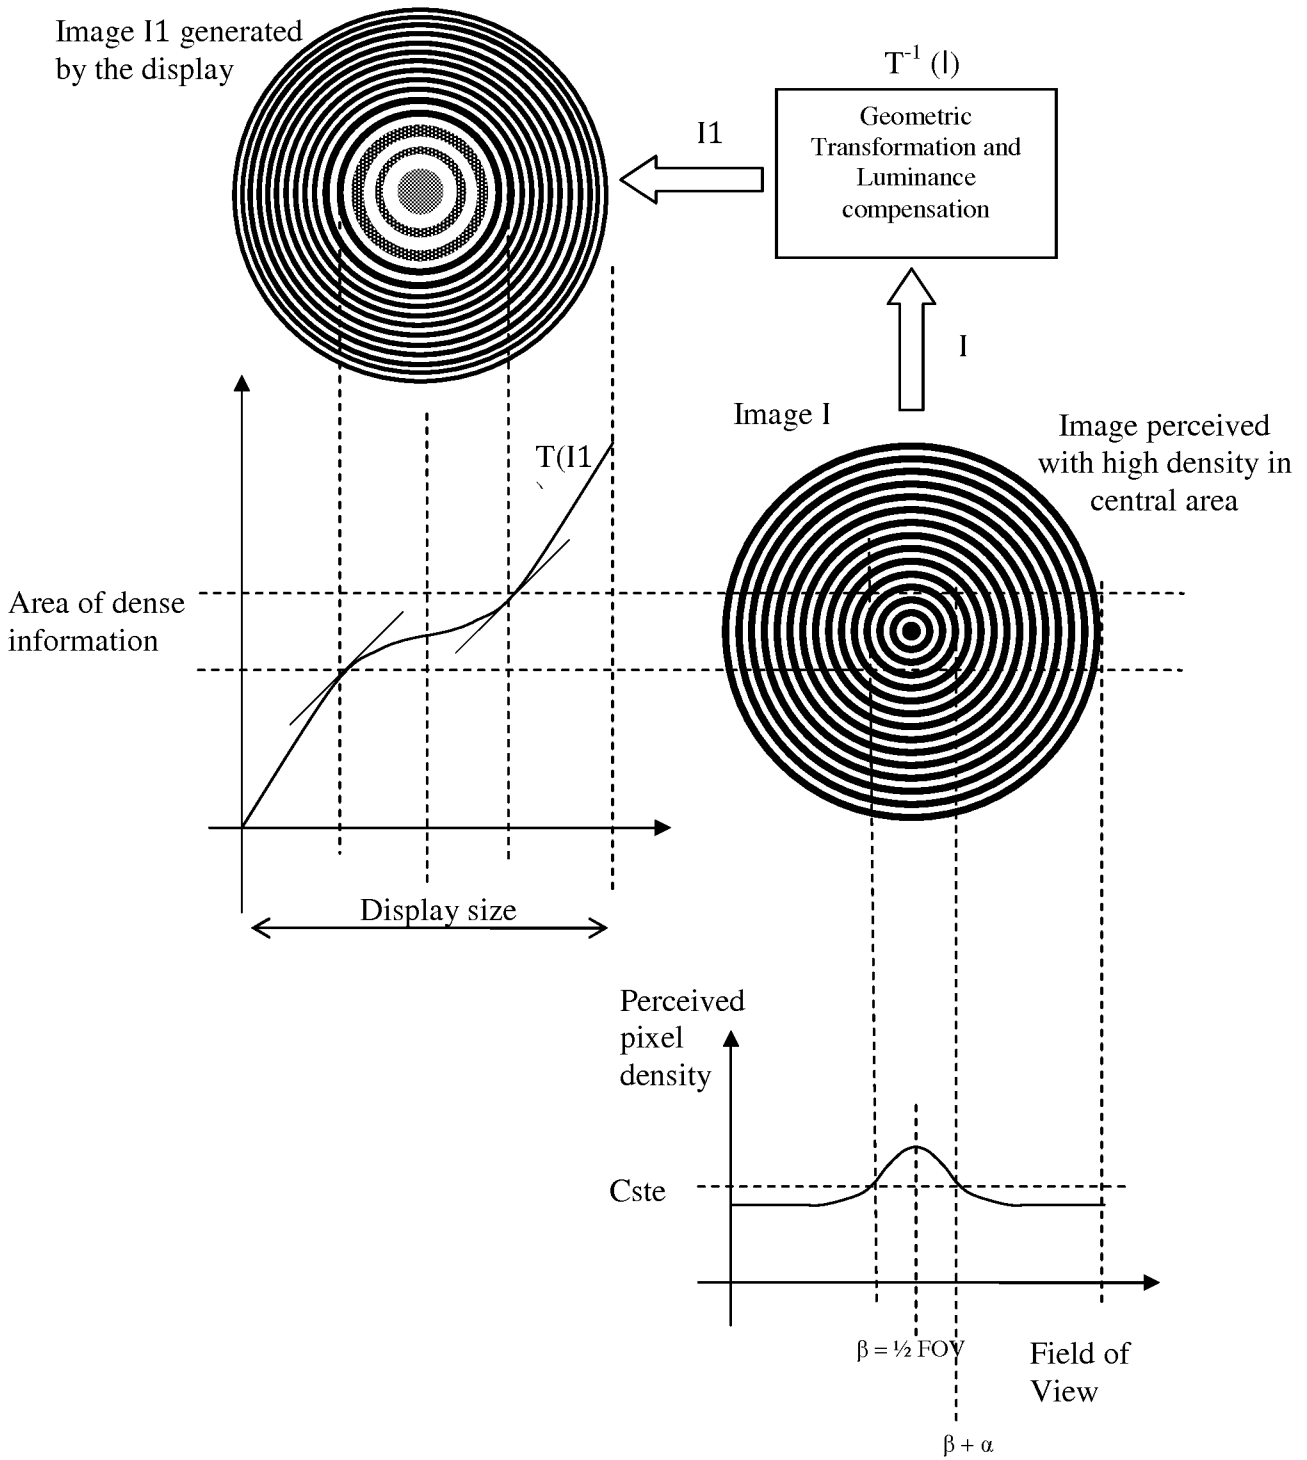 Image I1 generated
by the display
T-1 (I)
Geometric
Transformation and
Luminance
compensation
I1
I
Image I
Image perceived
with high density in
central area
T(I1
Area of dense
information
Display size
Perceived
pixel
density
Cste
β = ½ FOV
Field of
View
β + α